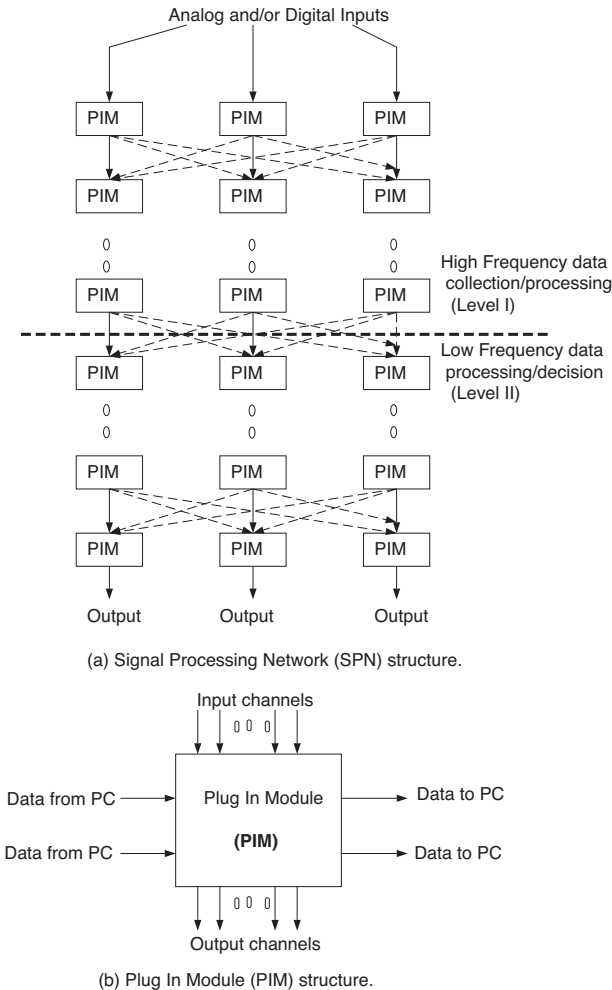 Analog and/or Digital Inputs
PIM PIM PIM
PIM PIM PIM
High Frequency data
collection/processing
(Level I)
PIM PIM PIM
Low Frequency data
processing/decision
(Level II)
PIM PIM PIM
PIM PIM PIM
PIM PIM PIM
Output Output Output
(a) Signal Processing Network (SPN) structure.
Input channels
Data from PC Plug In Module Data to PC
(PIM)
Data from PC Data to PC
Output channels
(b) Plug In Module (PIM) structure.